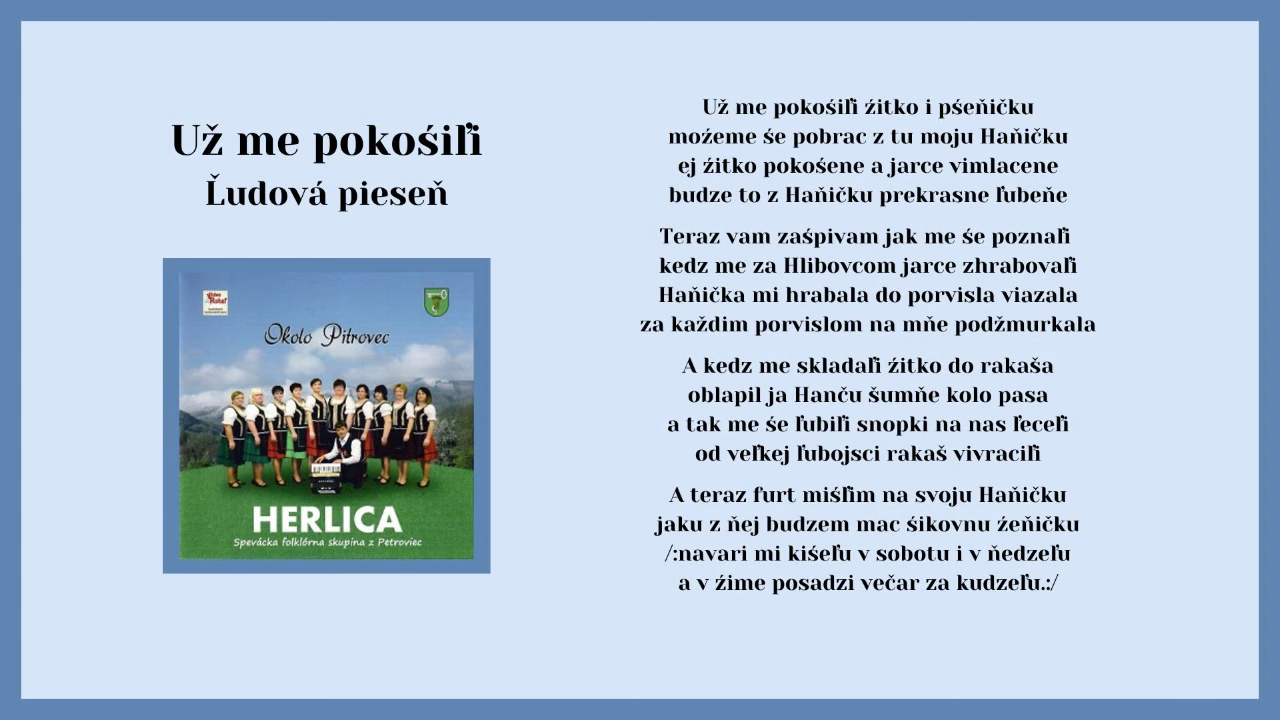 Už me pokośiľi
Ľudová pieseň
Okolo Pitrovec
HERLICA
Spevácka folklórna skupina z Petroviec
Už me pokośiľi źitko i pśeňičku
moźeme śe pobrac z tu moju Haňičku
ej źitko pokośene a jarce vimlacene
budze to z Haňičku prekrasne ľubeňe
Teraz vam zaśpivam jak me śe poznaľi
kedz me za Hlibovcom jarce zhrabovaľi
Haňička mi hrabala do porvisla viazala
za každim porvislom na mňe podžmurkala
A kedz me skladaľi źitko do rakaša
oblapil ja Hanču šumňe kolo pasa
a tak me śe ľubiľi snopki na nas ľeceľi
od veľkej ľubojsci rakaš vivraciľi
A teraz furt miśľim na svoju Haňičku
jaku z ňej budzem mac śikovnu źeňičku
/:navari mi kiśeľu v sobotu i v ňedzeľu
a v źime posadzi večar za kudzeľu.:/